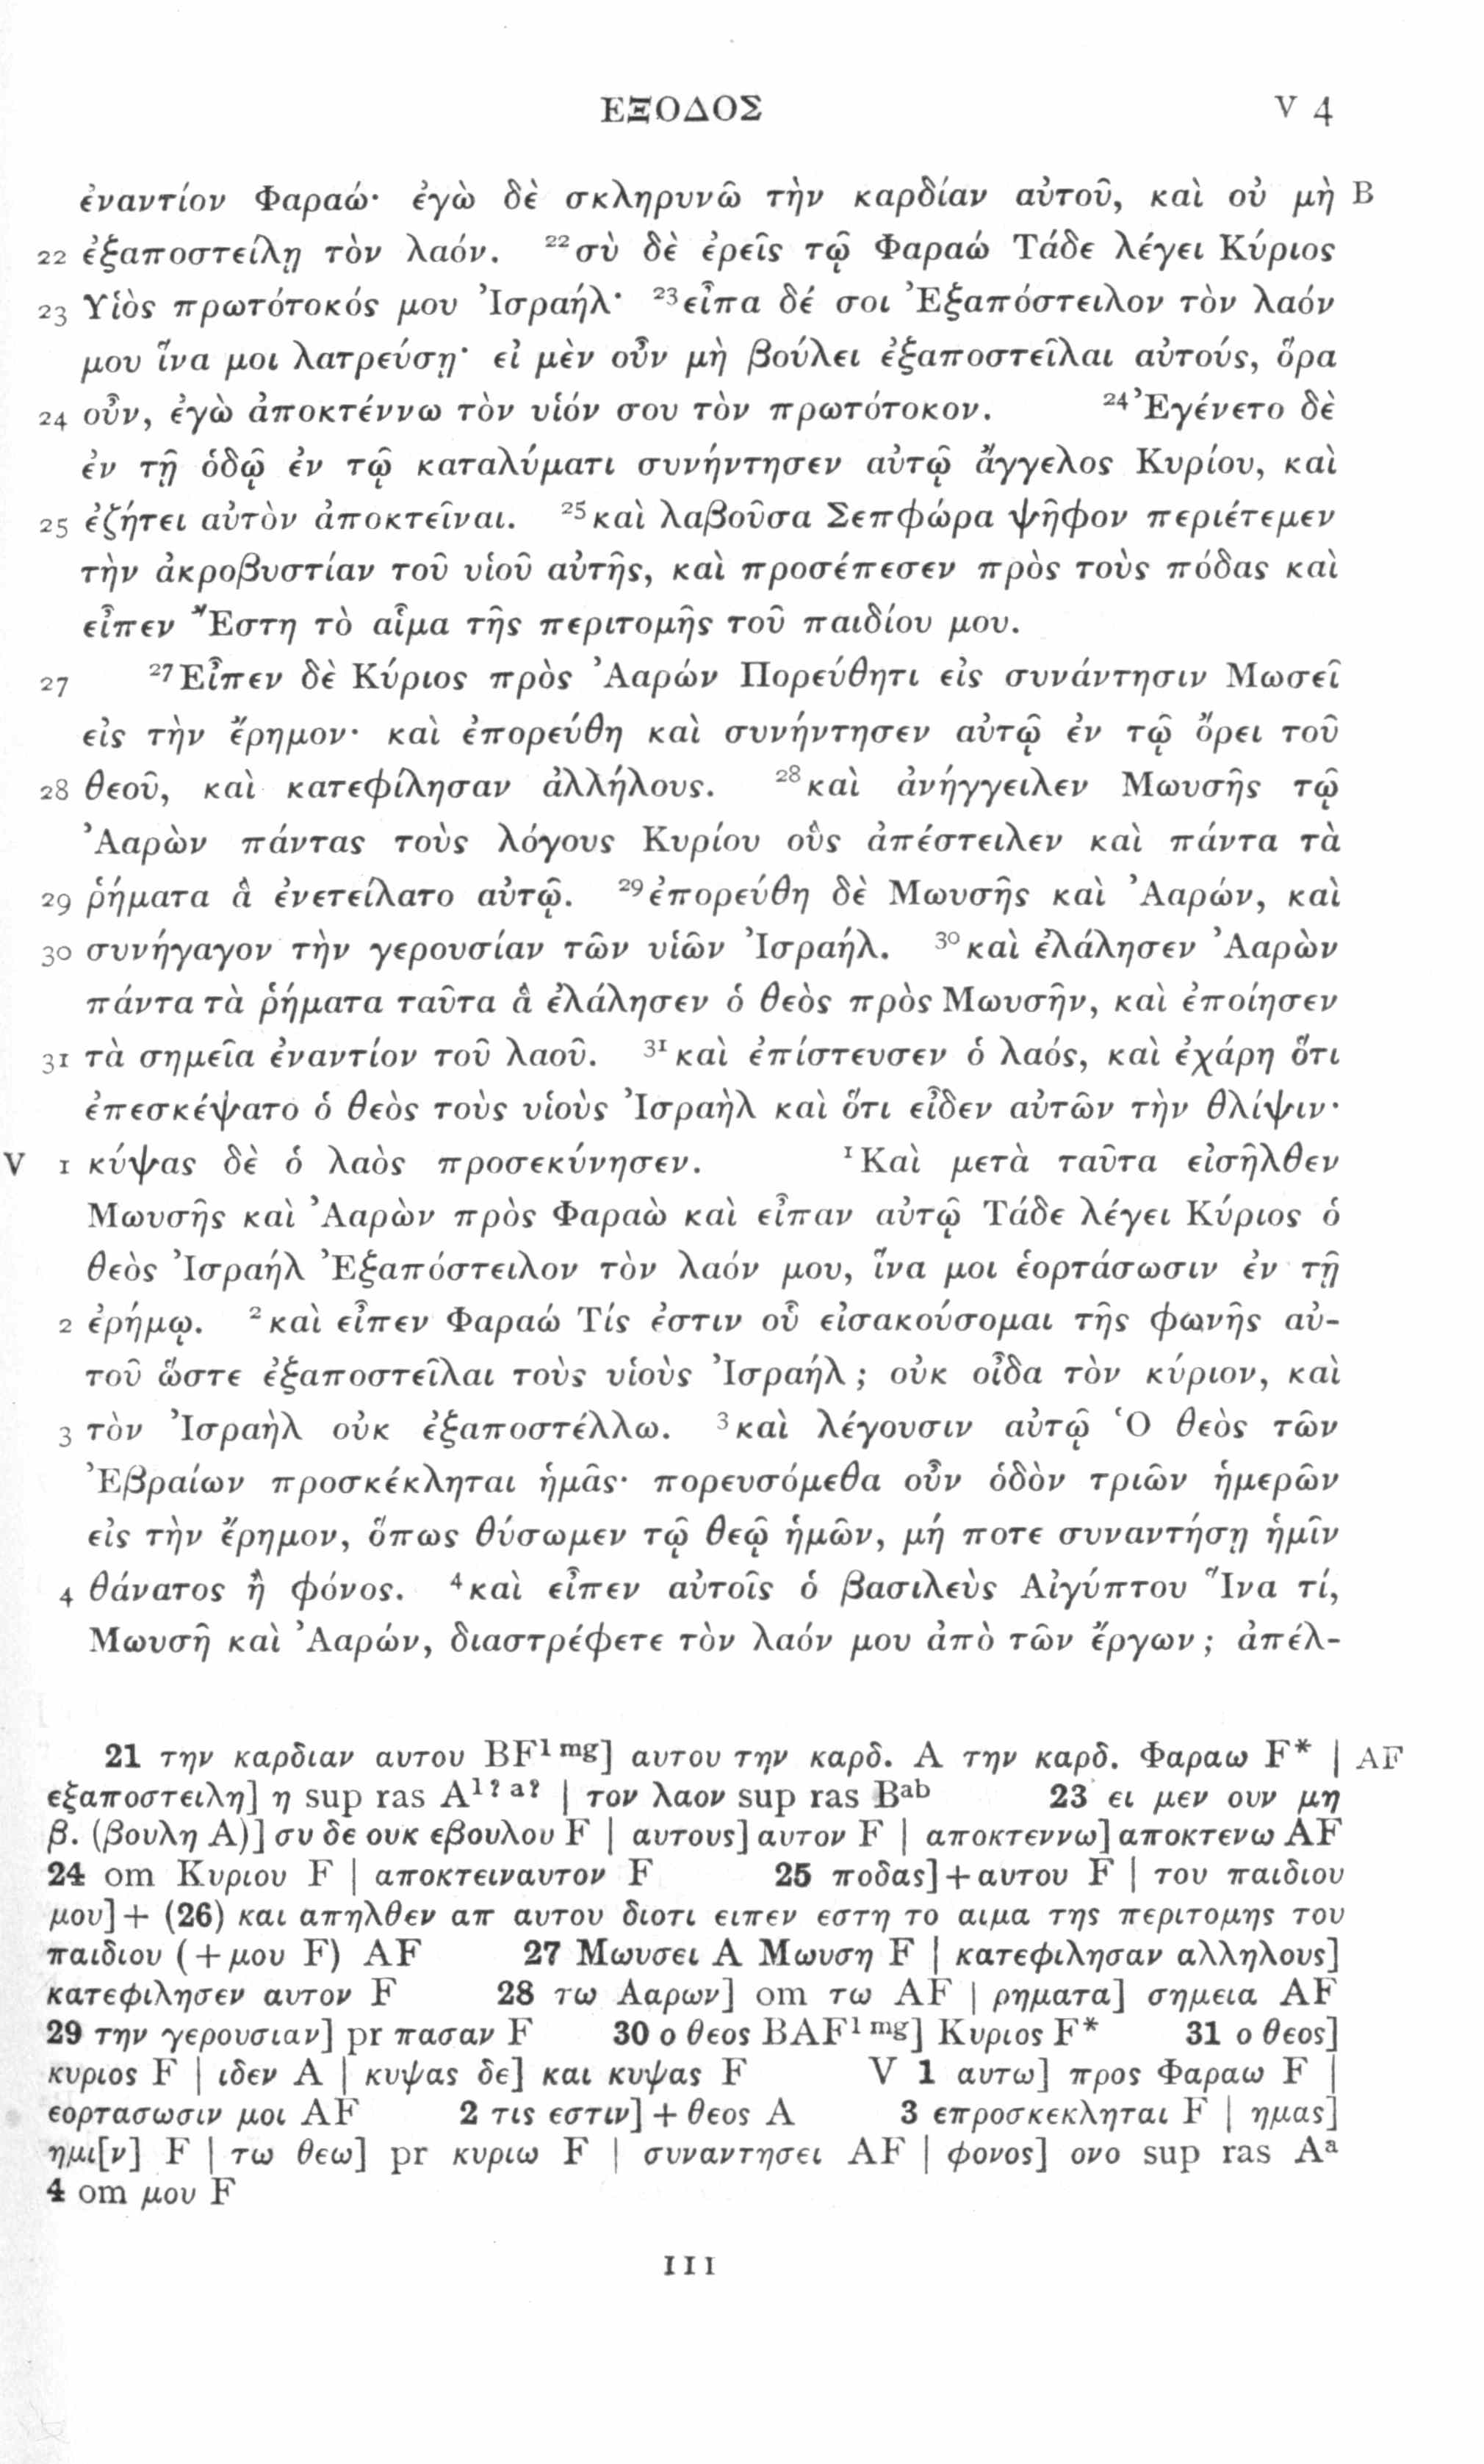 ΕΞΟΔΟΣ V 4
ἐναντίον Φαραώ· ἐγὼ δὲ σκληρυνῶ τὴν καρδίαν αὐτοῦ, καὶ οὐ μὴ B
22 ἐξαποστείλῃ τὸν λαόν. ²²σὺ δὲ ἐρεῖς τῷ Φαραώ Τάδε λέγει Κύριος
23 Υἱὸς πρωτότοκός μου Ἰσραήλ· ²³εἶπα δέ σοι Ἐξαπόστειλον τὸν λαόν
μου ἵνα μοι λατρεύσῃ· εἰ μὲν οὖν μὴ βούλει ἐξαποστεῖλαι αὐτούς, ὅρα
24 οὖν, ἐγὼ ἀποκτέννω τὸν υἱόν σου τὸν πρωτότοκον. ²⁴Ἐγένετο δὲ
ἐν τῇ ὁδῷ ἐν τῷ καταλύματι συνήντησεν αὐτῷ ἄγγελος Κυρίου, καὶ
25 ἐζήτει αὐτὸν ἀποκτεῖναι. ²⁵καὶ λαβοῦσα Σεπφώρα ψῆφον περιέτεμεν
τὴν ἀκροβυστίαν τοῦ υἱοῦ αὐτῆς, καὶ προσέπεσεν πρὸς τοὺς πόδας καὶ
εἶπεν Ἔστη τὸ αἷμα τῆς περιτομῆς τοῦ παιδίου μου.
27 ²⁷Εἶπεν δὲ Κύριος πρὸς Ἀαρών Πορεύθητι εἰς συνάντησιν Μωσεῖ
εἰς τὴν ἔρημον· καὶ ἐπορεύθη καὶ συνήντησεν αὐτῷ ἐν τῷ ὄρει τοῦ
28 θεοῦ, καὶ κατεφίλησαν ἀλλήλους. ²⁸καὶ ἀνήγγειλεν Μωυσῆς τῷ
Ἀαρὼν πάντας τοὺς λόγους Κυρίου οὓς ἀπέστειλεν καὶ πάντα τὰ
29 ῥήματα ἃ ἐνετείλατο αὐτῷ. ²⁹ἐπορεύθη δὲ Μωυσῆς καὶ Ἀαρών, καὶ
30 συνήγαγον τὴν γερουσίαν τῶν υἱῶν Ἰσραήλ. ³⁰καὶ ἐλάλησεν Ἀαρὼν
πάντα τὰ ῥήματα ταῦτα ἃ ἐλάλησεν ὁ θεὸς πρὸς Μωυσῆν, καὶ ἐποίησεν
31 τὰ σημεῖα ἐναντίον τοῦ λαοῦ. ³¹καὶ ἐπίστευσεν ὁ λαός, καὶ ἐχάρη ὅτι
ἐπεσκέψατο ὁ θεὸς τοὺς υἱοὺς Ἰσραὴλ καὶ ὅτι εἶδεν αὐτῶν τὴν θλίψιν·
V 1 κύψας δὲ ὁ λαὸς προσεκύνησεν. ¹Καὶ μετὰ ταῦτα εἰσῆλθεν
Μωυσῆς καὶ Ἀαρὼν πρὸς Φαραὼ καὶ εἶπαν αὐτῷ Τάδε λέγει Κύριος ὁ
θεὸς Ἰσραήλ Ἐξαπόστειλον τὸν λαόν μου, ἵνα μοι ἑορτάσωσιν ἐν τῇ
2 ἐρήμῳ. ²καὶ εἶπεν Φαραώ Τίς ἐστιν οὗ εἰσακούσομαι τῆς φωνῆς αὐ-
τοῦ ὥστε ἐξαποστεῖλαι τοὺς υἱοὺς Ἰσραήλ; οὐκ οἶδα τὸν κύριον, καὶ
3 τὸν Ἰσραὴλ οὐκ ἐξαποστέλλω. ³καὶ λέγουσιν αὐτῷ Ὁ θεὸς τῶν
Ἐβραίων προσκέκληται ἡμᾶς· πορευσόμεθα οὖν ὁδὸν τριῶν ἡμερῶν
εἰς τὴν ἔρημον, ὅπως θύσωμεν τῷ θεῷ ἡμῶν, μή ποτε συναντήσῃ ἡμῖν
4 θάνατος ἢ φόνος. ⁴καὶ εἶπεν αὐτοῖς ὁ βασιλεὺς Αἰγύπτου Ἵνα τί,
Μωυσῆ καὶ Ἀαρών, διαστρέφετε τὸν λαόν μου ἀπὸ τῶν ἔργων; ἀπέλ-
21 την καρδιαν αυτου BF¹ ᵐᵍ] αυτου την καρδ. A την καρδ. Φαραω F* | AF
εξαποστειλη] η sup ras A¹ˀ ᵃˀ | τον λαον sup ras Bᵃᵇ 23 ει μεν ουν μη
β. (βουλη A)] συ δε ουκ εβουλου F | αυτους] αυτον F | αποκτεννω] αποκτενω AF
24 om Κυριου F | αποκτειναυτον F 25 ποδας]+αυτου F | του παιδιου
μου]+ (26) και απηλθεν απ αυτου διοτι ειπεν εστη το αιμα της περιτομης του
παιδιου (+μου F) AF 27 Μωυσει A Μωυση F | κατεφιλησαν αλληλους]
κατεφιλησεν αυτον F 28 τω Ααρων] om τω AF | ρηματα] σημεια AF
29 την γερουσιαν] pr πασαν F 30 ο θεος BAF¹ ᵐᵍ] Κυριος F* 31 ο θεος]
κυριος F | ιδεν A | κυψας δε] και κυψας F V 1 αυτω] προς Φαραω F |
εορτασωσιν μοι AF 2 τις εστιν]+θεος A 3 επροσκεκληται F | ημας]
ημι[ν] F | τω θεω] pr κυριω F | συναντησει AF | φονος] ονο sup ras Aᵃ
4 om μου F
111